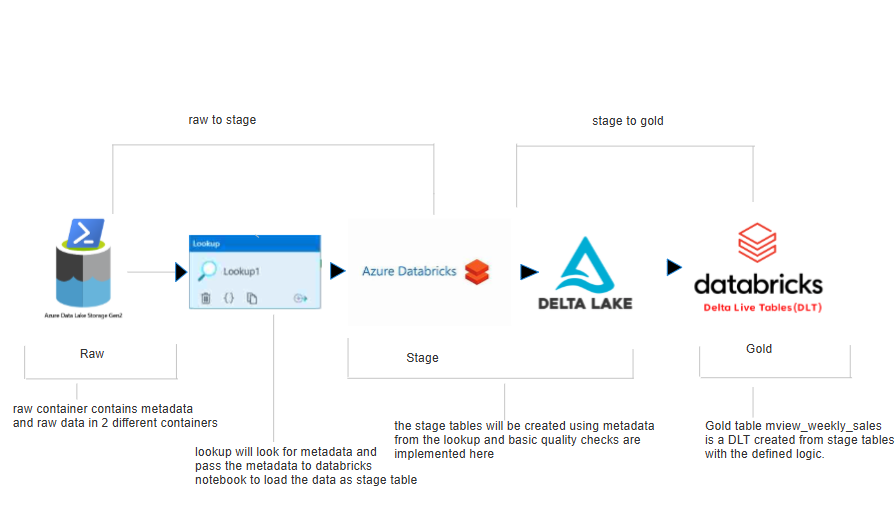 raw to stage
stage to gold
Lookup
Lookup1
{}
Azure Databricks
DELTA LAKE
databricks
Delta Live Tables(DLT)
Azure Data Lake Storage Gen2
Raw
Stage
Gold
raw container contains metadata
and raw data in 2 different containers
lookup will look for metadata and
pass the metadata to databricks
notebook to load the data as stage table
the stage tables will be created using metadata
from the lookup and basic quality checks are
implemented here
Gold table mview_weekly_sales
is a DLT created from stage tables
with the defined logic.